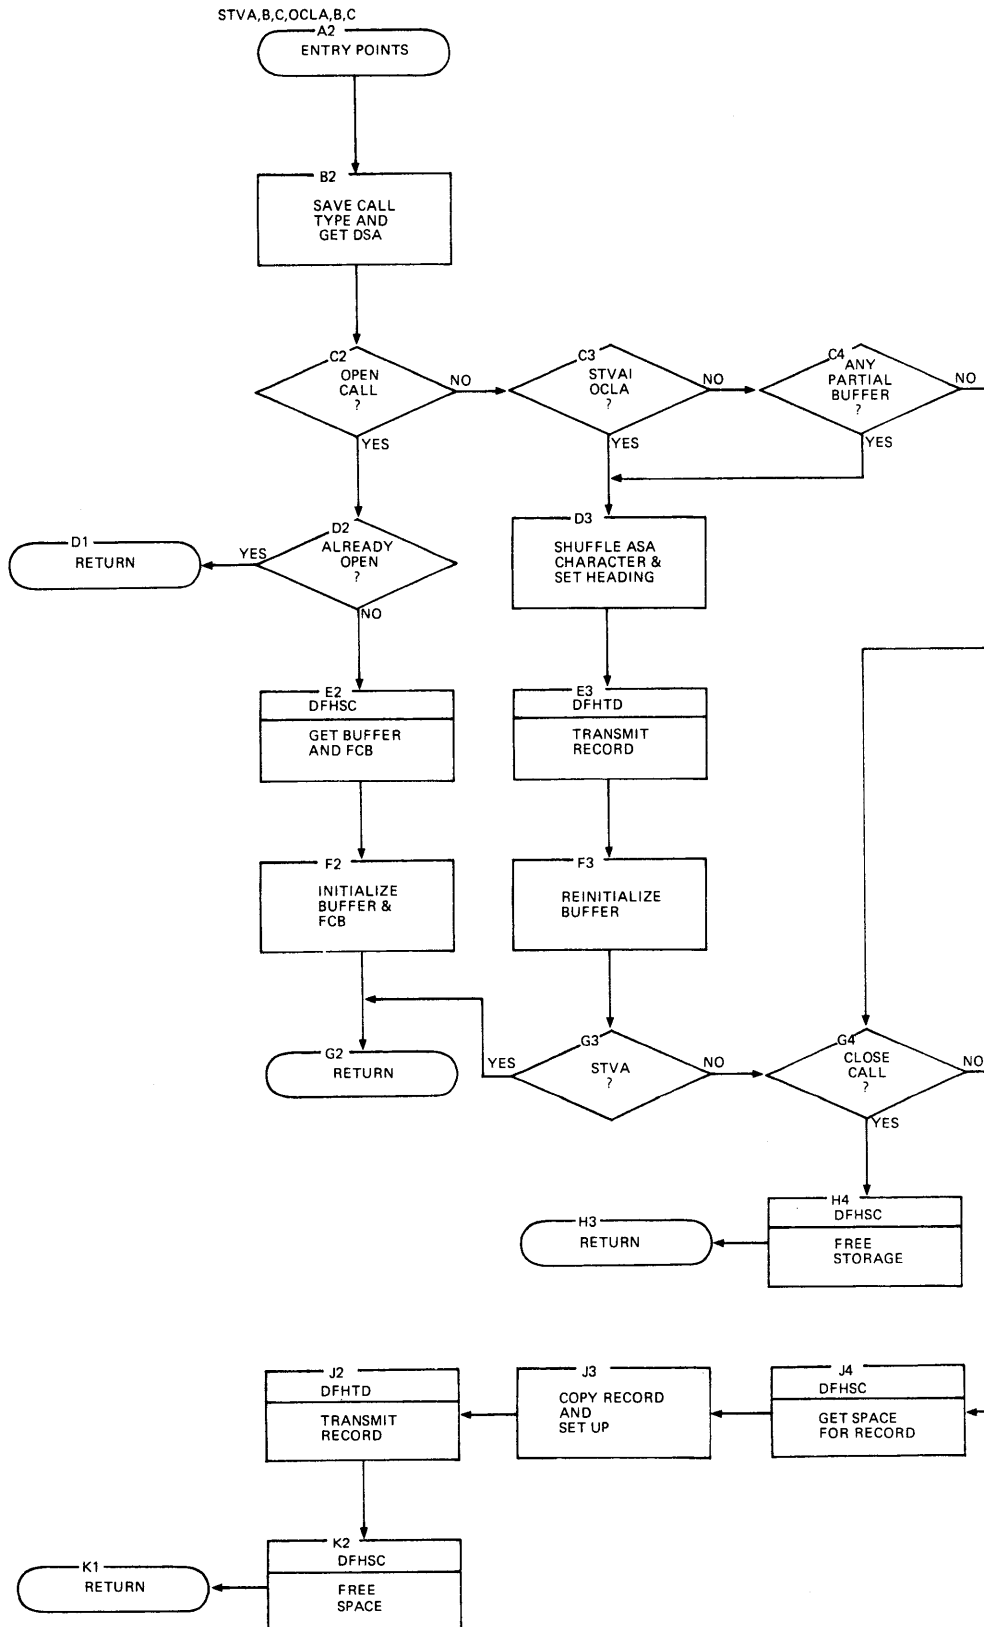 STVA,B,C,OCLA,B,C
A2
ENTRY POINTS
B2
SAVE CALL
TYPE AND
GET DSA
C2
OPEN
CALL
?
NO
YES
C3
STVAI
OCLA
?
NO
YES
C4
ANY
PARTIAL
BUFFER
?
NO
YES
D1
RETURN
YES
D2
ALREADY
OPEN
?
NO
D3
SHUFFLE ASA
CHARACTER &
SET HEADING
E2
DFHSC
GET BUFFER
AND FCB
E3
DFHTD
TRANSMIT
RECORD
F2
INITIALIZE
BUFFER &
FCB
F3
REINITIALIZE
BUFFER
G2
RETURN
YES
G3
STVA
?
NO
G4
CLOSE
CALL
?
NO
YES
H3
RETURN
H4
DFHSC
FREE
STORAGE
J2
DFHTD
TRANSMIT
RECORD
J3
COPY RECORD
AND
SET UP
J4
DFHSC
GET SPACE
FOR RECORD
K1
RETURN
K2
DFHSC
FREE
SPACE